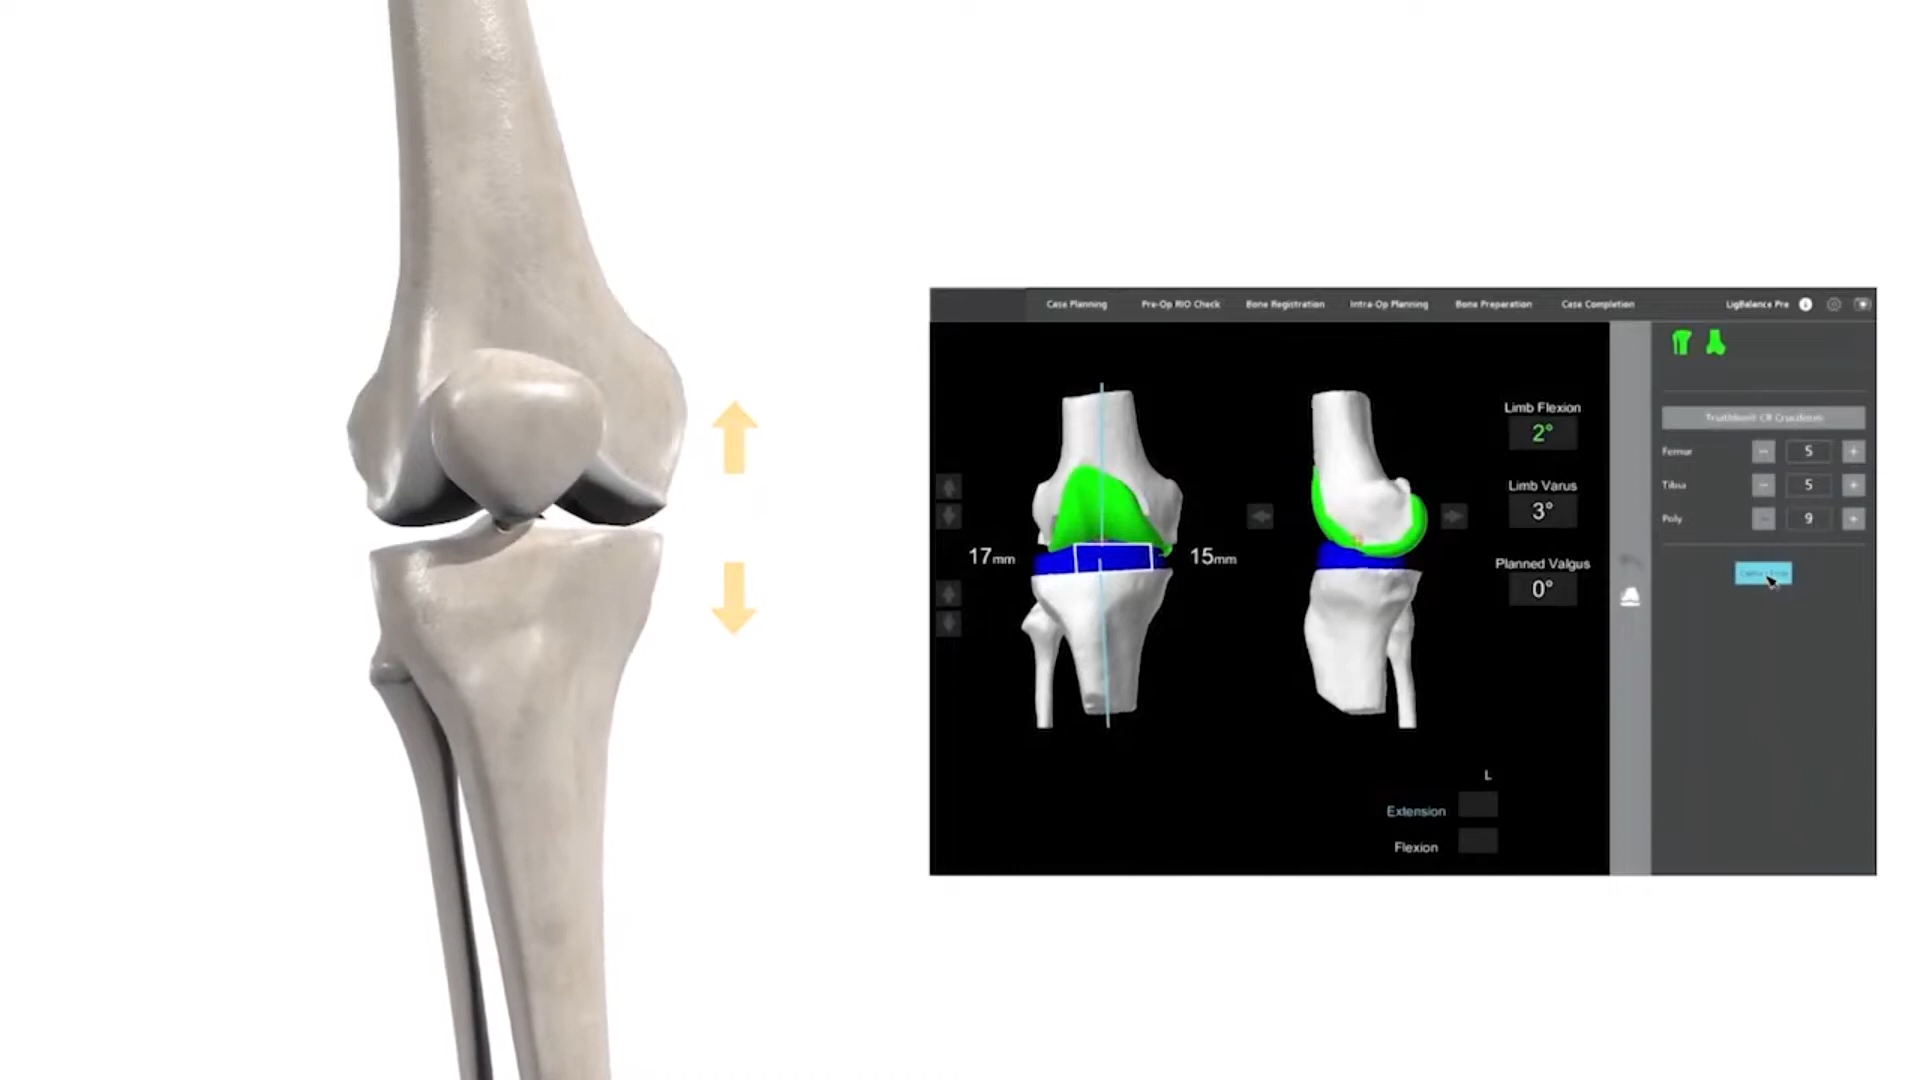 Case Planning Pre-Op RIO Check Bone Registration Intra-Op Planning Bone Preparation Case Completion LigBalance Pre
Limb Flexion
2°
Limb Varus
3°
Planned Valgus
0°
17mm
15mm
L
Extension
Flexion
Femur - 5 +
Tibia - 5 +
Poly - 9 +